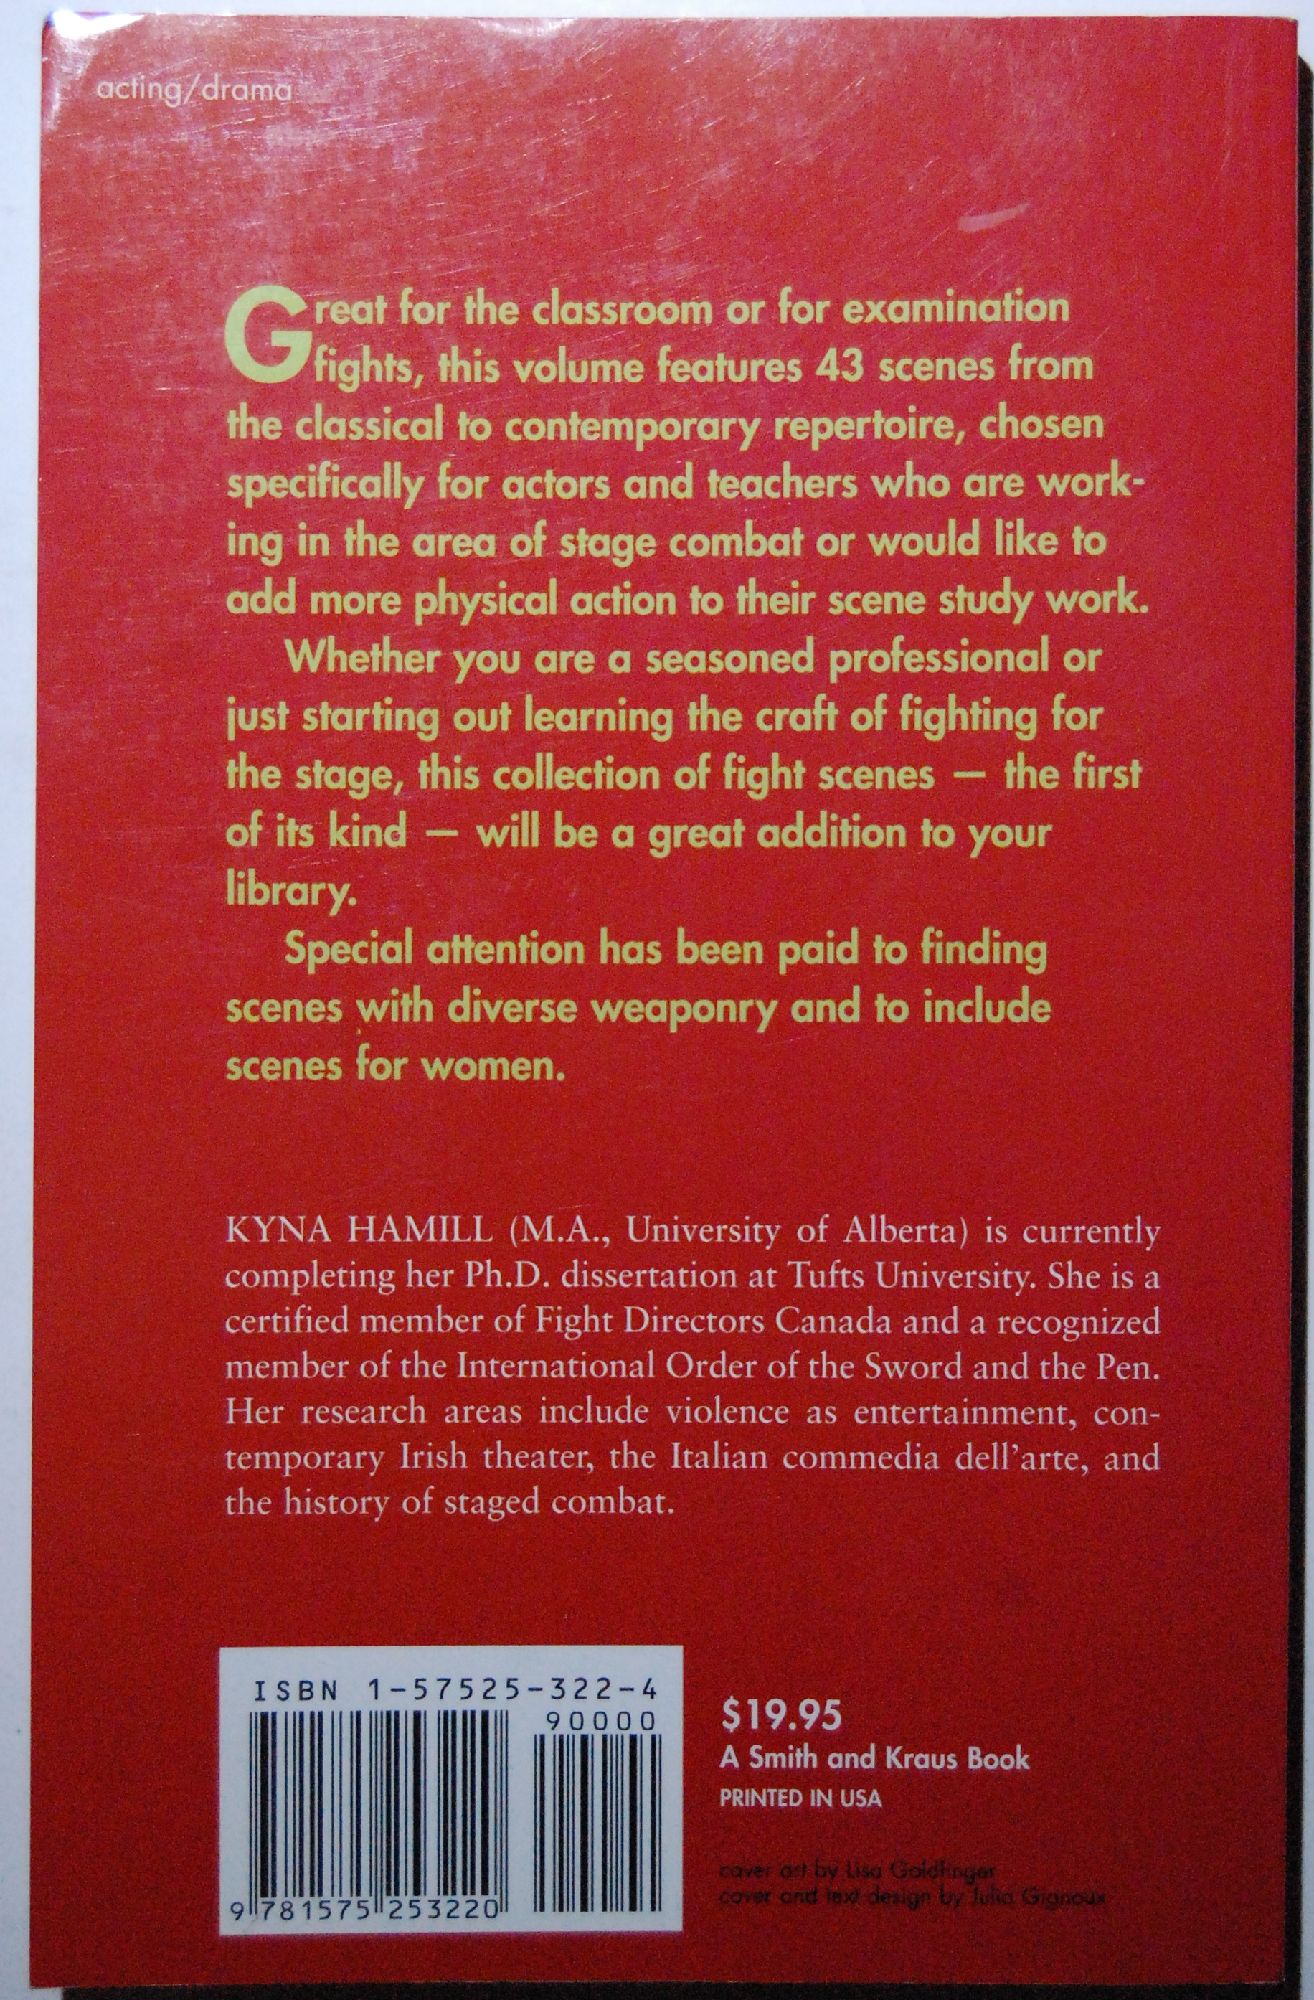 acting/drama
Great for the classroom or for examination
fights, this volume features 43 scenes from
the classical to contemporary repertoire, chosen
specifically for actors and teachers who are work-
ing in the area of stage combat or would like to
add more physical action to their scene study work.
Whether you are a seasoned professional or
just starting out learning the craft of fighting for
the stage, this collection of fight scenes — the first
of its kind — will be a great addition to your
library.
Special attention has been paid to finding
scenes with diverse weaponry and to include
scenes for women.
KYNA HAMILL (M.A., University of Alberta) is currently
completing her Ph.D. dissertation at Tufts University. She is a
certified member of Fight Directors Canada and a recognized
member of the International Order of the Sword and the Pen.
Her research areas include violence as entertainment, con-
temporary Irish theater, the Italian commedia dell'arte, and
the history of staged combat.
ISBN 1-57525-322-4
90000
9 781575 253220
$19.95
A Smith and Kraus Book
PRINTED IN USA
cover art by Lisa Goldfinger
cover and text design by Julia Gignoux